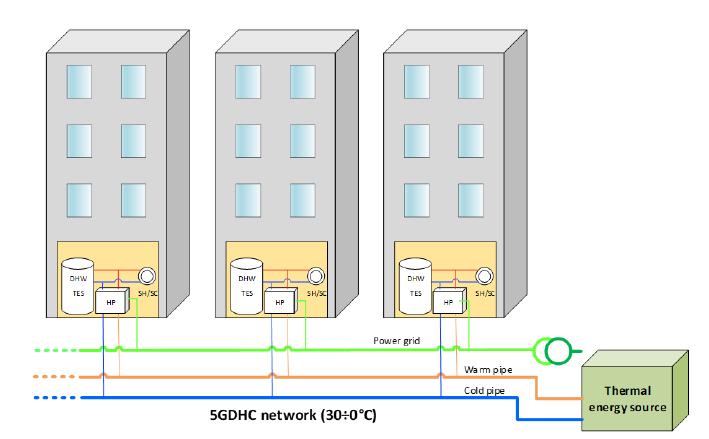 DHW
TES
HP
SH/SC
DHW
TES
HP
SH/SC
DHW
TES
HP
SH/SC
Power grid
Warm pipe
Cold pipe
Thermal
energy source
5GDHC network (30÷0°C)